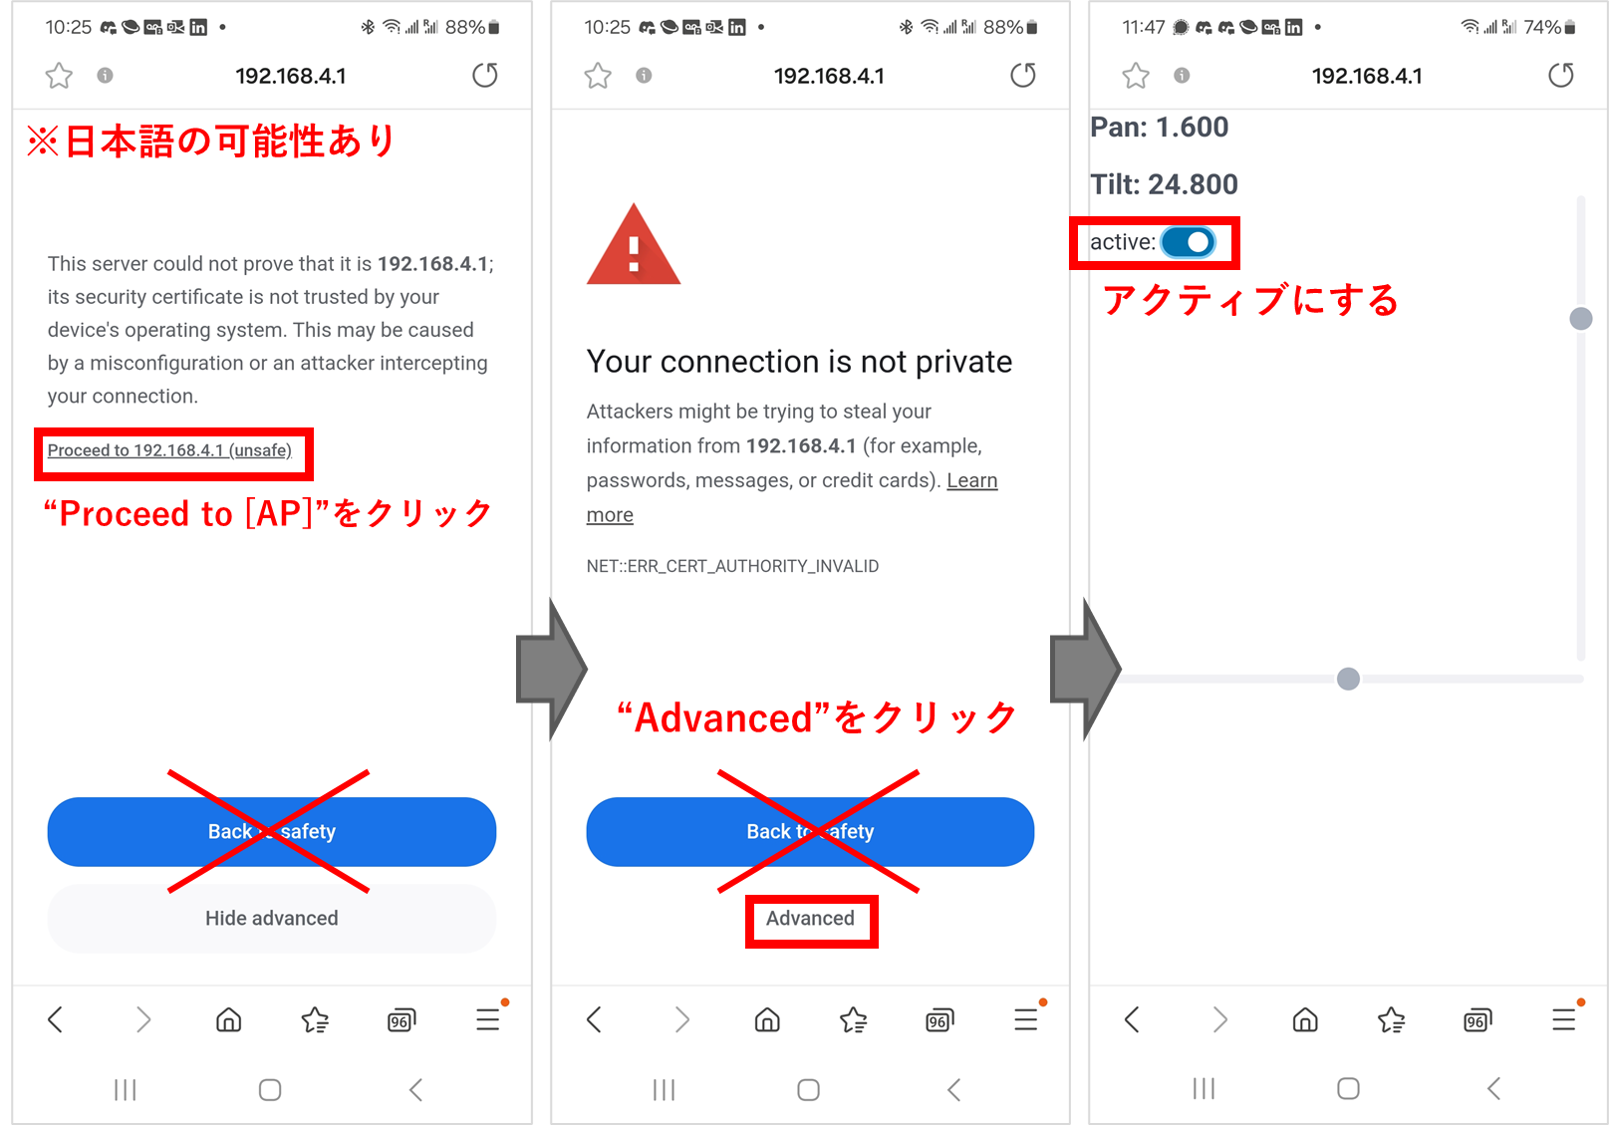 10:25
88%
192.168.4.1
※日本語の可能性あり
This server could not prove that it is 192.168.4.1;
its security certificate is not trusted by your
device's operating system. This may be caused
by a misconfiguration or an attacker intercepting
your connection.
Proceed to 192.168.4.1 (unsafe)
“Proceed to [AP]”をクリック
Back to safety
Hide advanced
96
10:25
88%
192.168.4.1
Your connection is not private
Attackers might be trying to steal your
information from 192.168.4.1 (for example,
passwords, messages, or credit cards). Learn
more
NET::ERR_CERT_AUTHORITY_INVALID
“Advanced”をクリック
Back to safety
Advanced
96
11:47
74%
192.168.4.1
Pan: 1.600
Tilt: 24.800
active:
アクティブにする
96